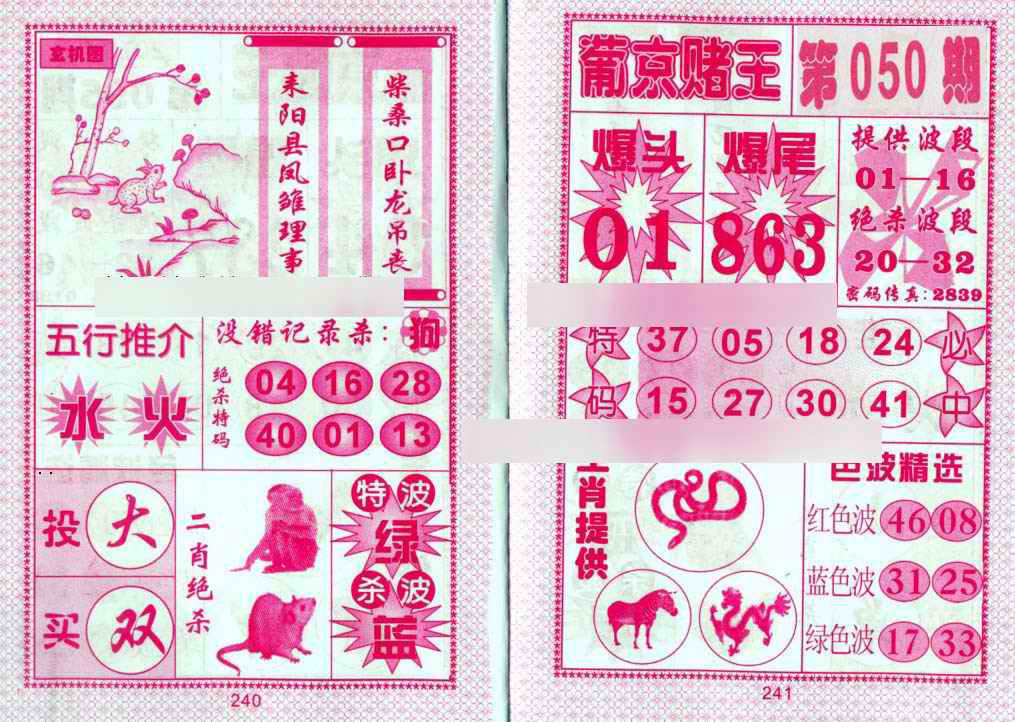 玄机图
柴桑口卧龙吊丧
耒阳县凤雏理事
五行推介
水 火
没错记录杀：狗
绝杀特码
04 16 28
40 01 13
投 大
买 双
二肖绝杀
特波
绿
杀波
蓝
240
葡京赌王
第050期
爆头
01
爆尾
863
提供波段
01—16
绝杀波段
20—32
密码传真：2839
特码
37 05 18 24
15 27 30 41
必中
生肖提供
色波精选
红色波 46 08
蓝色波 31 25
绿色波 17 33
241